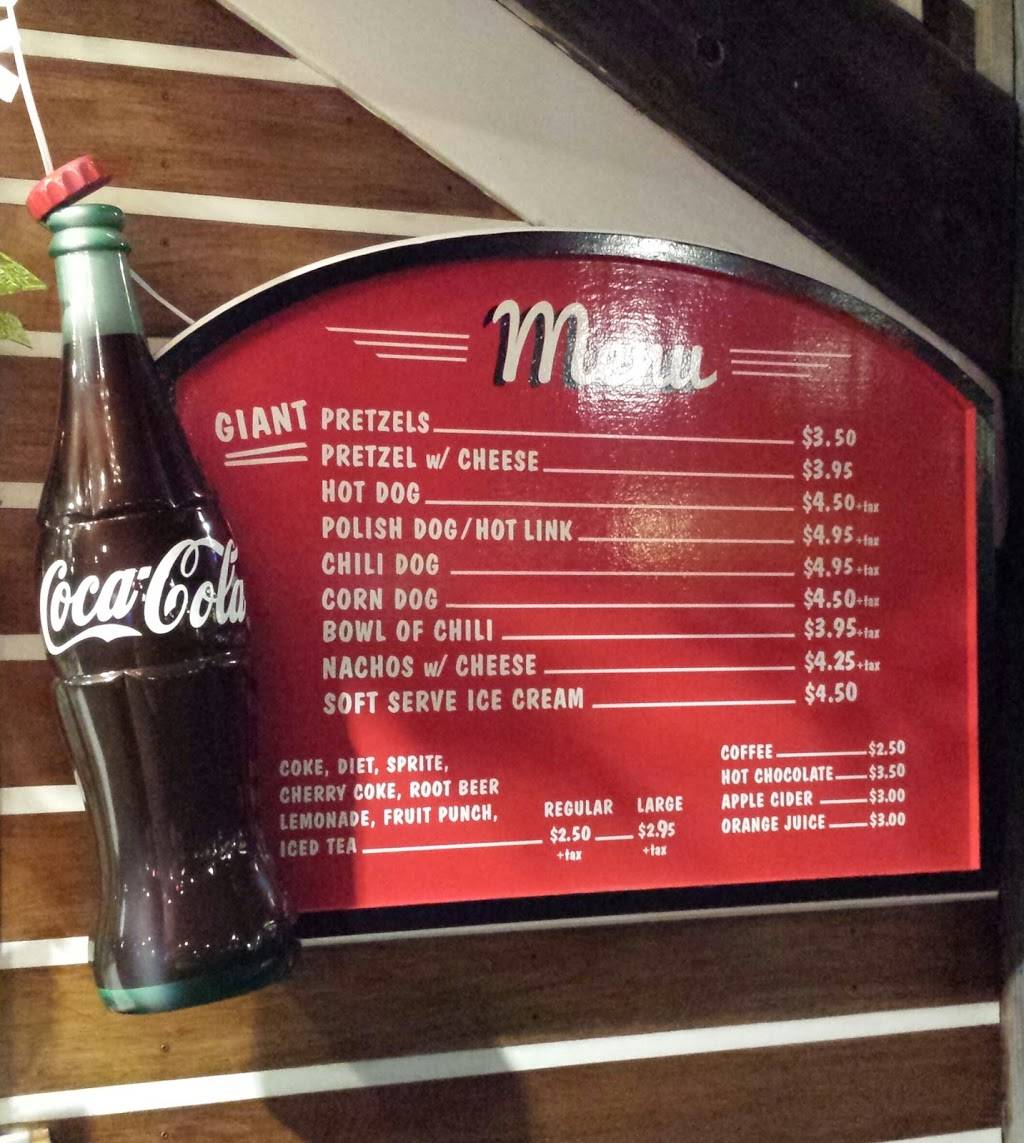 Menu
GIANT PRETZELS $3.50
PRETZEL w/ CHEESE $3.95
HOT DOG $4.50+tax
POLISH DOG/HOT LINK $4.95+tax
CHILI DOG $4.95+tax
CORN DOG $4.50+tax
BOWL OF CHILI $3.95+tax
NACHOS w/ CHEESE $4.25+tax
SOFT SERVE ICE CREAM $4.50
Coca-Cola
COKE, DIET, SPRITE,
CHERRY COKE, ROOT BEER
LEMONADE, FRUIT PUNCH, REGULAR LARGE
ICED TEA $2.50 $2.95
+tax +tax
COFFEE $2.50
HOT CHOCOLATE $3.50
APPLE CIDER $3.00
ORANGE JUICE $3.00